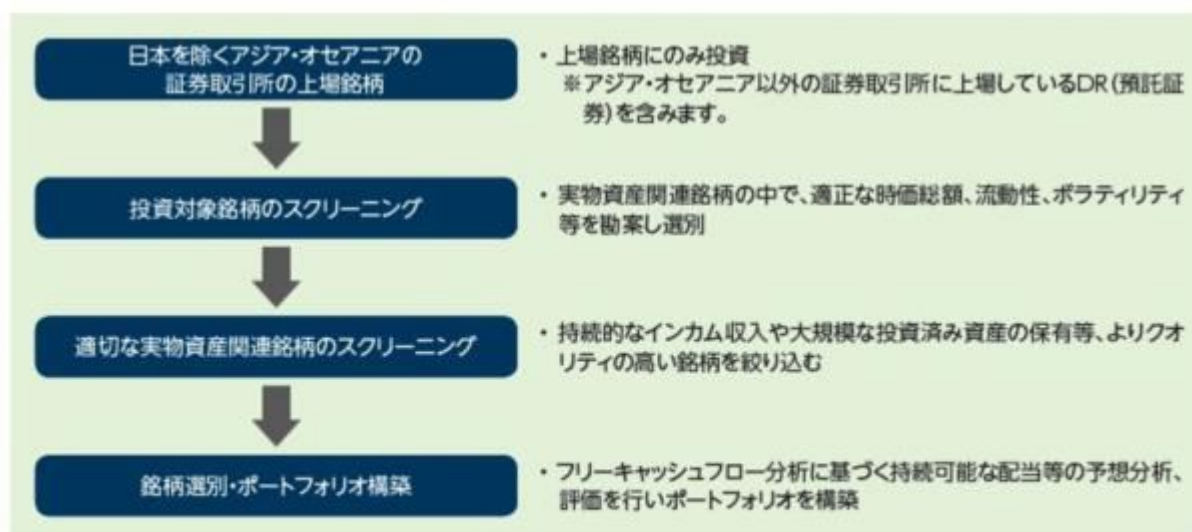 日本を除くアジア・オセアニアの
証券取引所の上場銘柄
・上場銘柄にのみ投資
※アジア・オセアニア以外の証券取引所に上場しているDR(預託証
券)を含みます。
投資対象銘柄のスクリーニング
・実物資産関連銘柄の中で、適正な時価総額、流動性、ボラティリティ
等を勘案し選別
適切な実物資産関連銘柄のスクリーニング
・持続的なインカム収入や大規模な投資済み資産の保有等、よりクオ
リティの高い銘柄を絞り込む
銘柄選別・ポートフォリオ構築
・フリーキャッシュフロー分析に基づく持続可能な配当等の予想分析、
評価を行いポートフォリオを構築